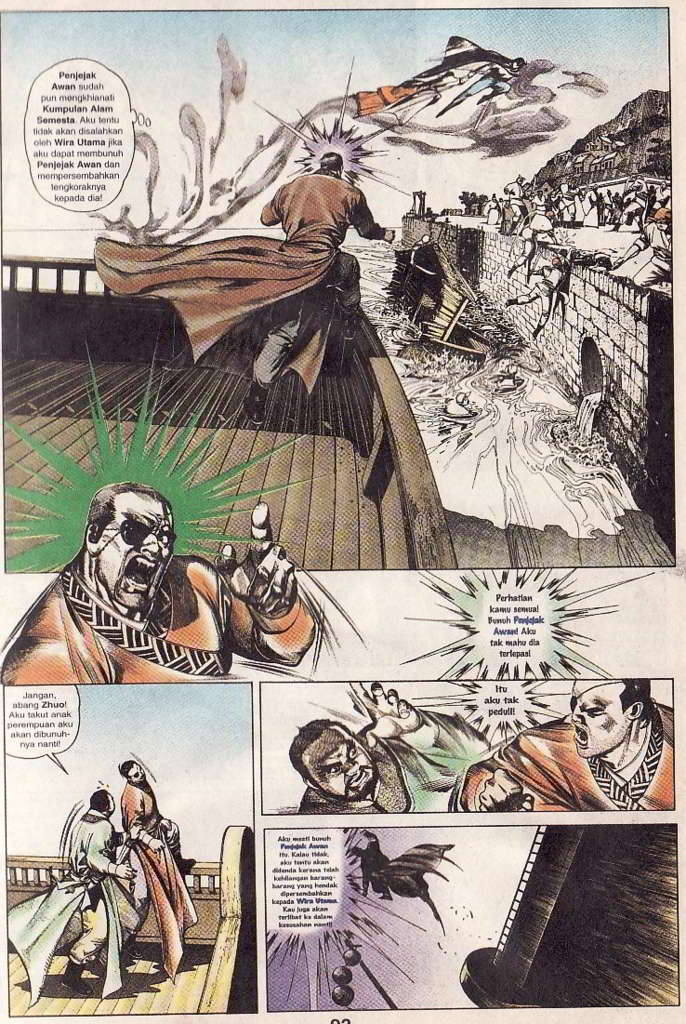 Penjejak
Awan sudah
pun mengkhianati
Kumpulan Alam
Semesta. Aku tentu
tidak akan disalahkan
oleh Wira Utama jika
aku dapat membunuh
Penjejak Awan dan
mempersembahkan
tengkoraknya
kepada dia!
Perhatian
kamu semua!
Bunuh Penjejak
Awan! Aku
tak mahu dia
terlepas!
Jangan,
abang Zhuo!
Aku takut anak
perempuan aku
akan dibunuh-
nya nanti!
Itu
aku tak
peduli!
Aku mesti bunuh
Penjejak Awan
itu. Kalau tidak,
aku tentu akan
didenda kerana telah
kehilangan barang-
barang yang hendak
dipersembahkan
kepada Wira Utama.
Kau juga akan
terlibat ke dalam
kesusahan nanti!